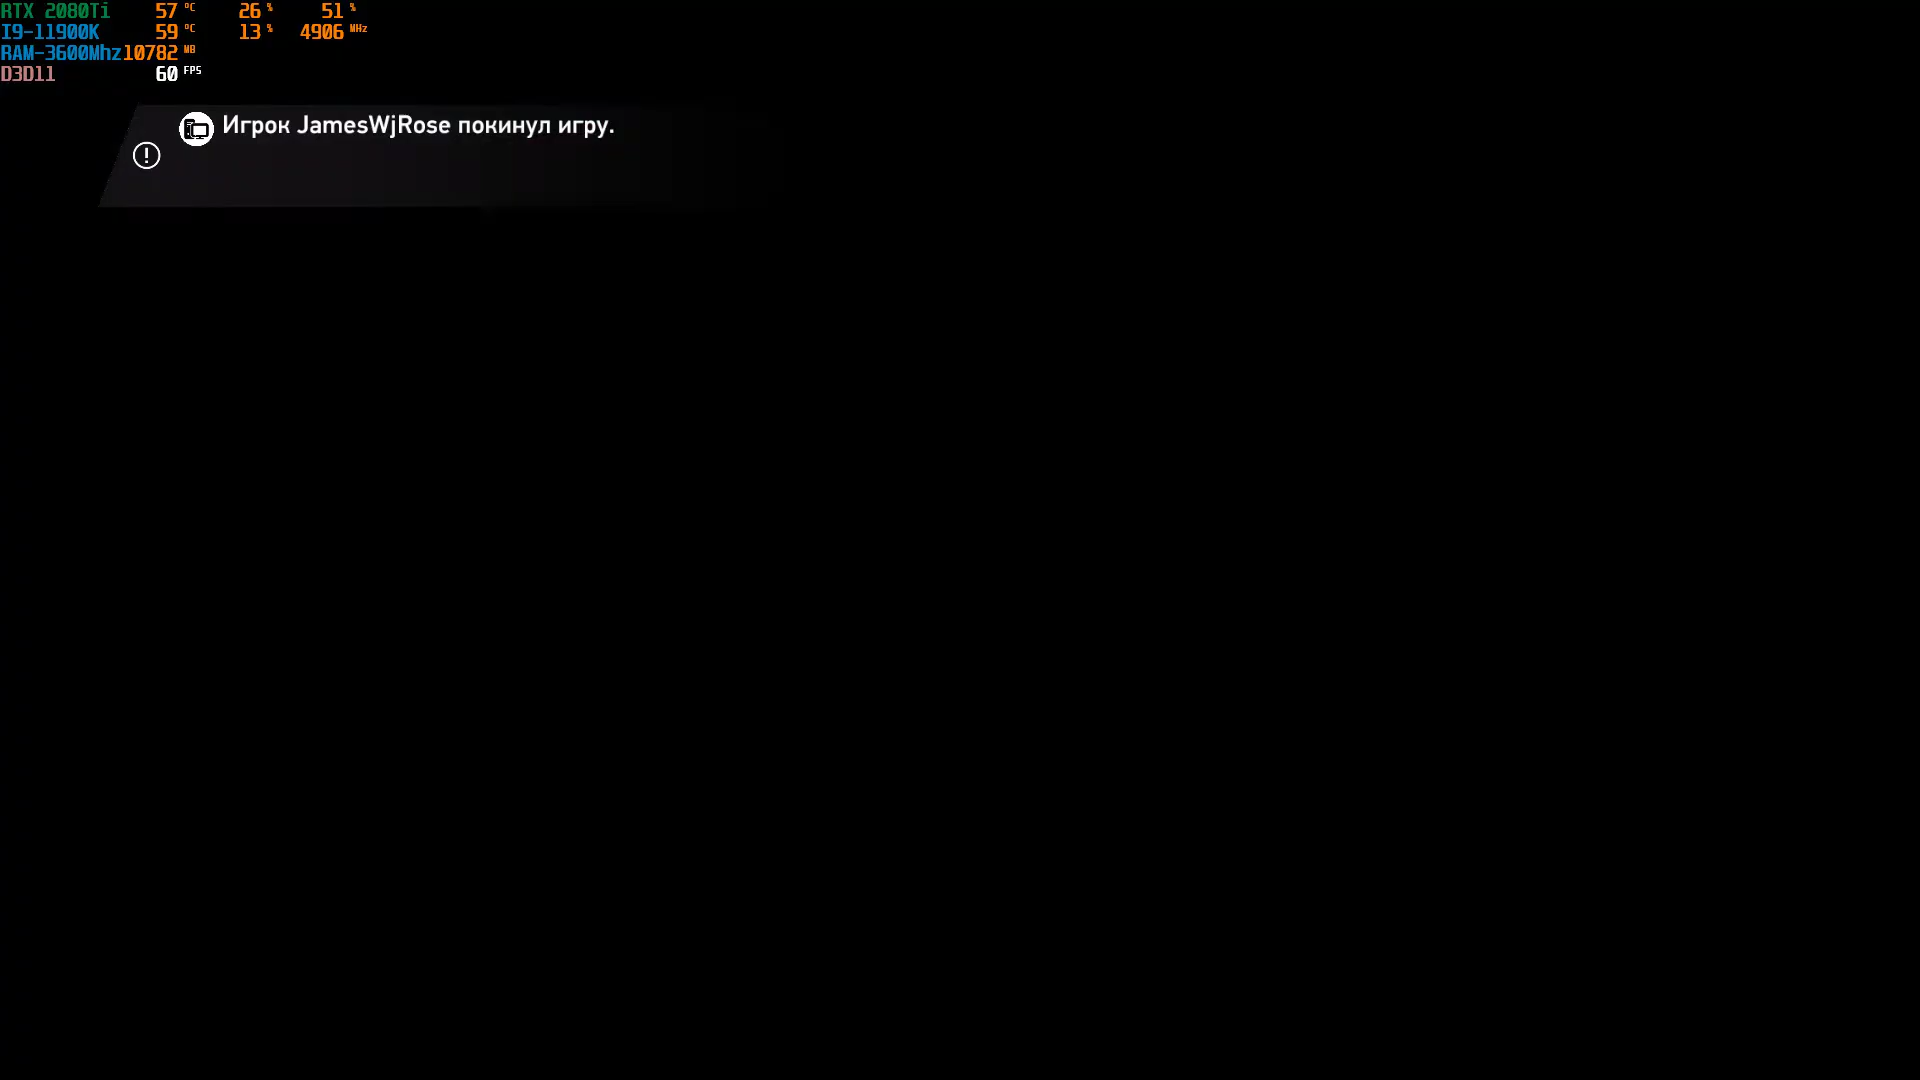 RTX 2080Ti 57 °C 26 % 51 %
I9-11900K 59 °C 13 % 4906 MHz
RAM-3600Mhz 10782 MB
D3D11 60 FPS
Игрок JamesWjRose покинул игру.